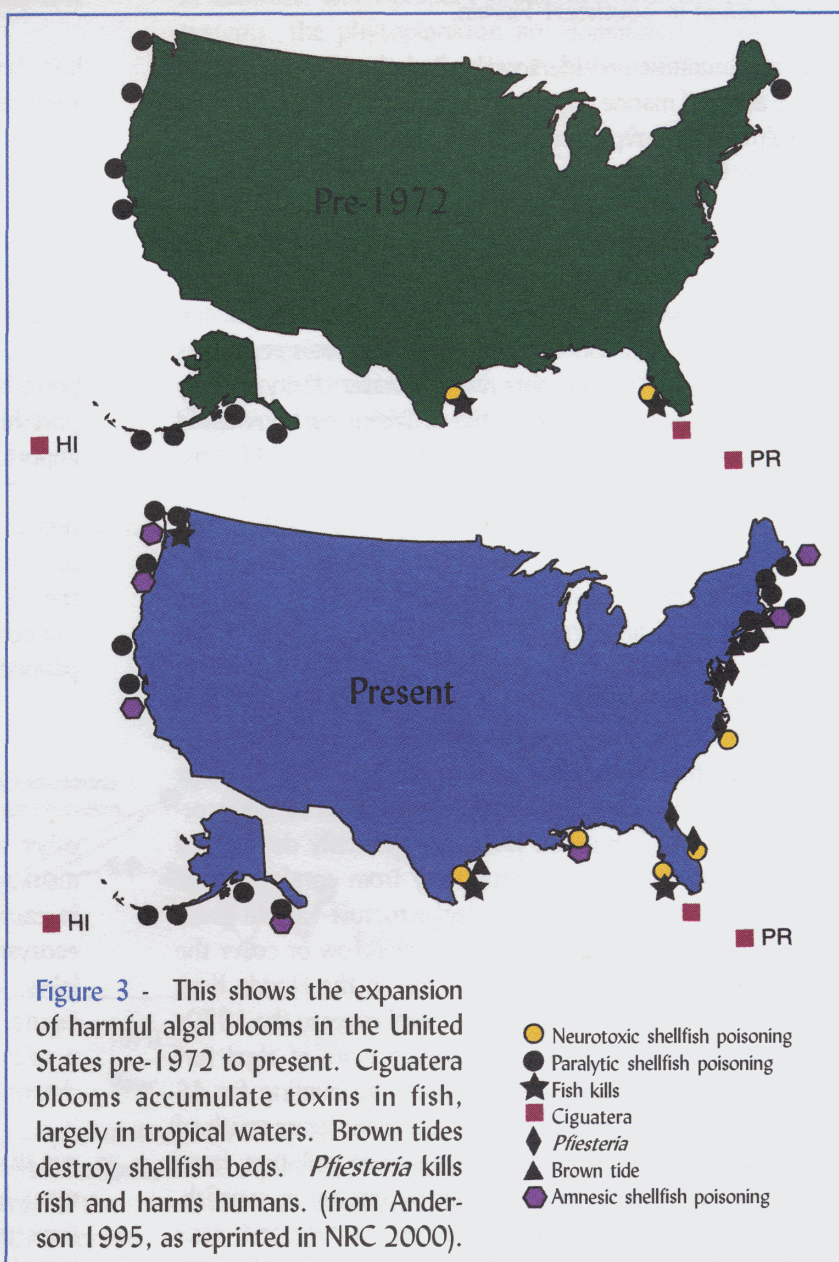 Pre-1972
HI
PR
Present
HI
PR
Figure 3 - This shows the expansion
of harmful algal blooms in the United
States pre-1972 to present. Ciguatera
blooms accumulate toxins in fish,
largely in tropical waters. Brown tides
destroy shellfish beds. Pfiesteria kills
fish and harms humans. (from Ander-
son 1995, as reprinted in NRC 2000).
Neurotoxic shellfish poisoning
Paralytic shellfish poisoning
Fish kills
Ciguatera
Pfiesteria
Brown tide
Amnesic shellfish poisoning